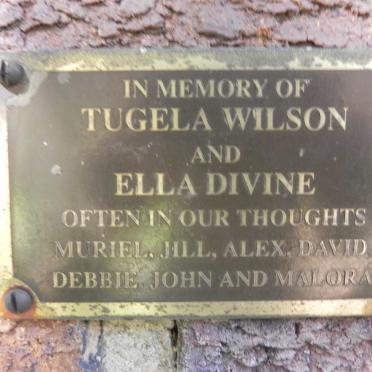 IN MEMORY OF
TUGELA WILSON
AND
ELLA DIVINE
OFTEN IN OUR THOUGHTS
MURIEL, JILL, ALEX, DAVID
DEBBIE, JOHN AND MALORA